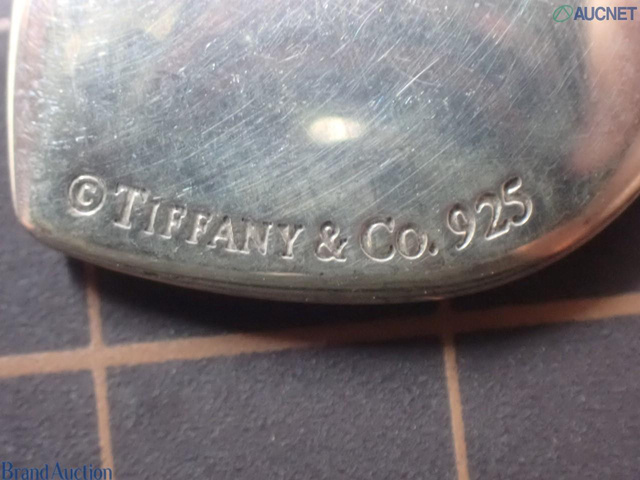 AUCNET
© TIFFANY & CO. 925
Brand Auction